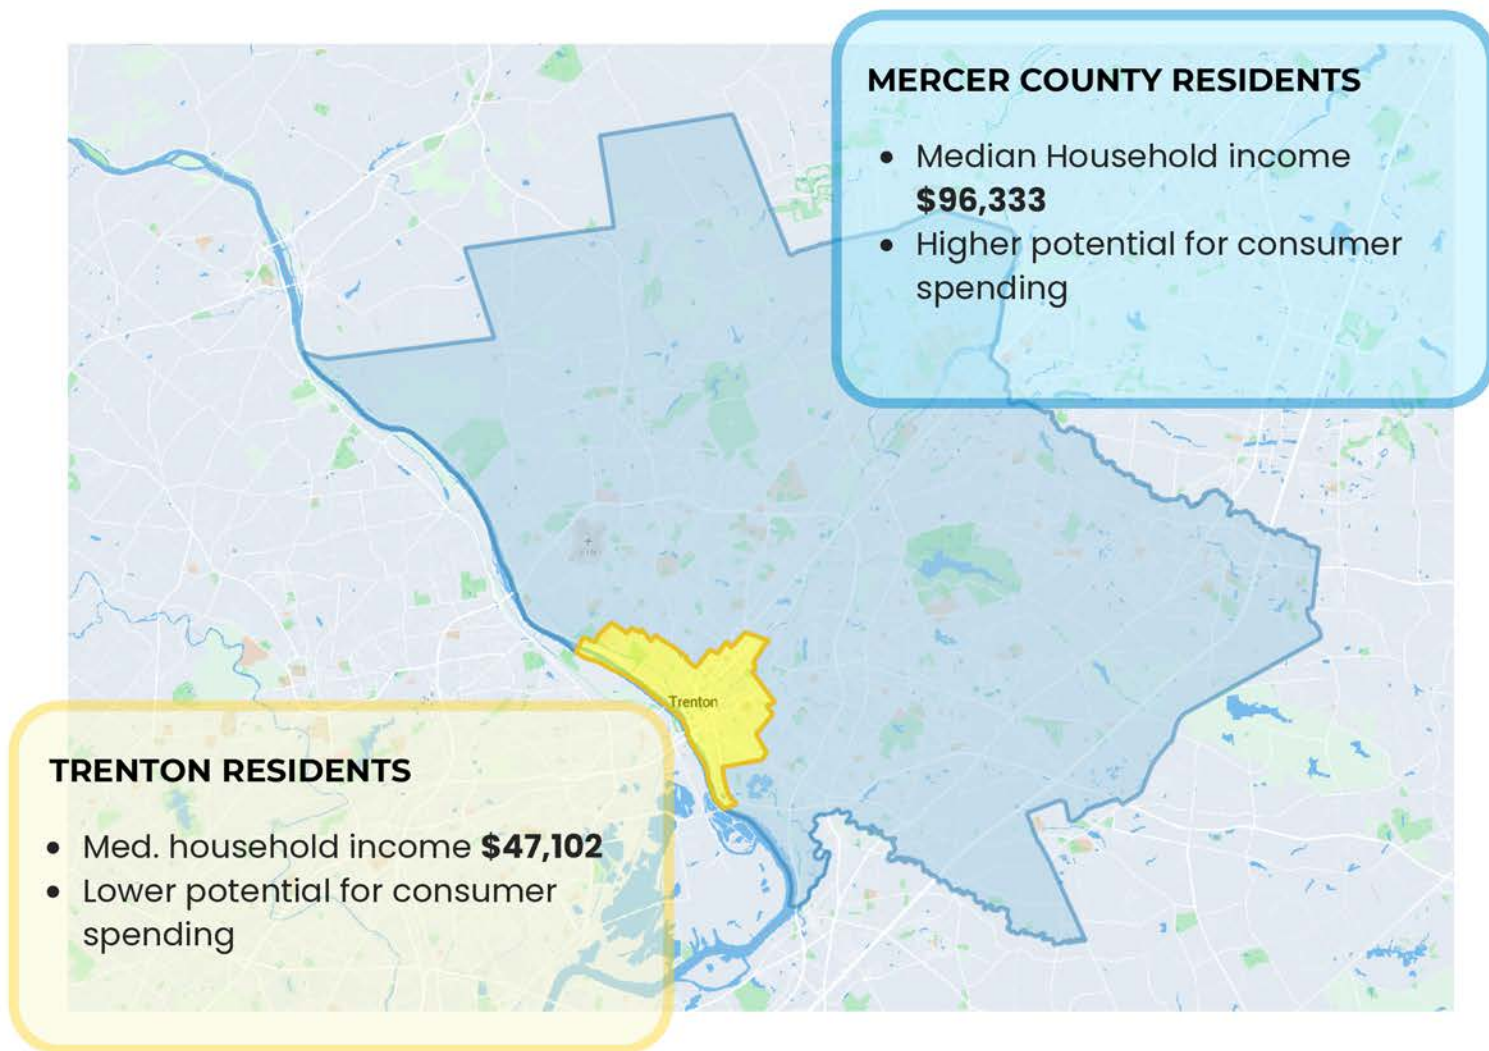 MERCER COUNTY RESIDENTS
• Median Household income
$96,333
• Higher potential for consumer
spending
Trenton
TRENTON RESIDENTS
• Med. household income $47,102
• Lower potential for consumer
spending